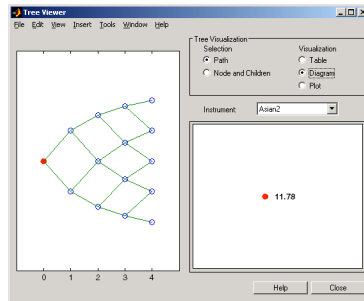 Tree Viewer
File Edit View Insert Tools Window Help
Tree Visualization
Selection
Visualization
Path
Table
Node and Children
Diagram
Plot
Instrument:
Asian2
11.78
0 1 2 3 4
Help
Close